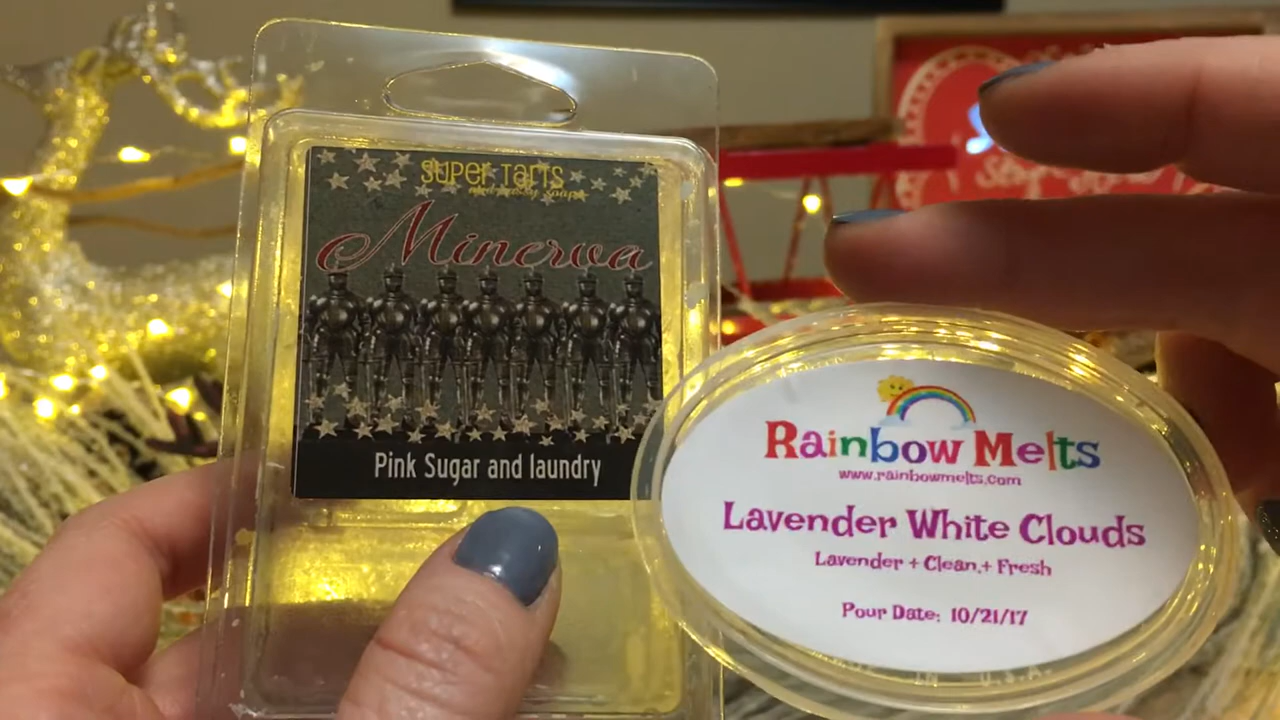 SUPER TARTS
Minerva
Pink Sugar and laundry
Rainbow Melts
www.rainbowmelts.com
Lavender White Clouds
Lavender + Clean + Fresh
Pour Date: 10/21/17
IN U.S.A.